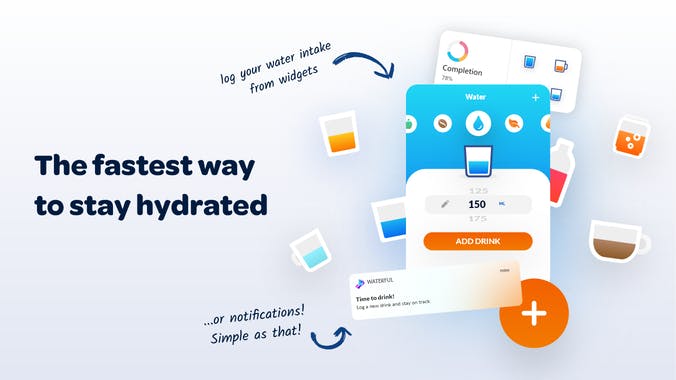 log your water intake
from widgets
The fastest way
to stay hydrated
Completion
78%
Water
125
150 ML
175
ADD DRINK
WATERFUL now
Time to drink!
Log a new drink and stay on track.
...or notifications!
Simple as that!